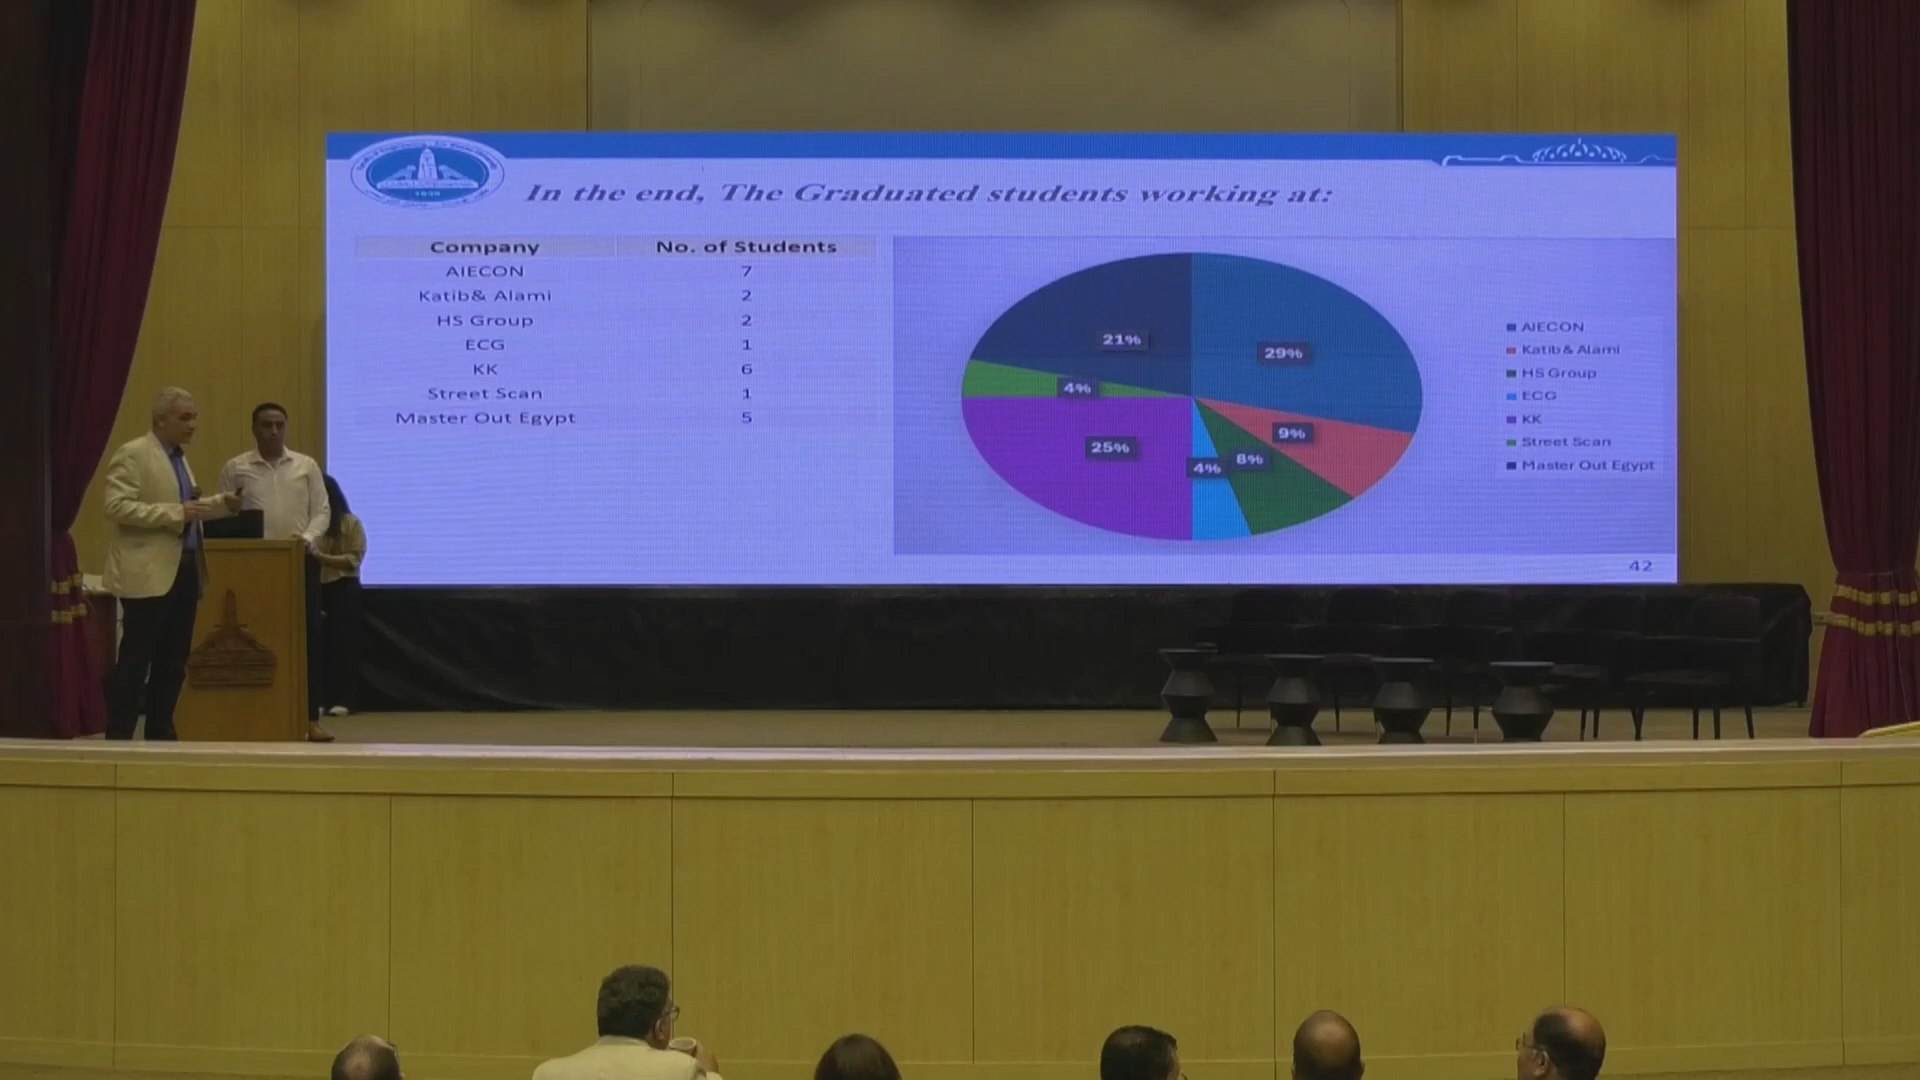 In the end, The Graduated students working at:
Company No. of Students
AIECON 7
Katib& Alami 2
HS Group 2
ECG 1
KK 6
Street Scan 1
Master Out Egypt 5
21%
29%
4%
9%
25%
8%
4%
AIECON
Katib& Alami
HS Group
ECG
KK
Street Scan
Master Out Egypt
42